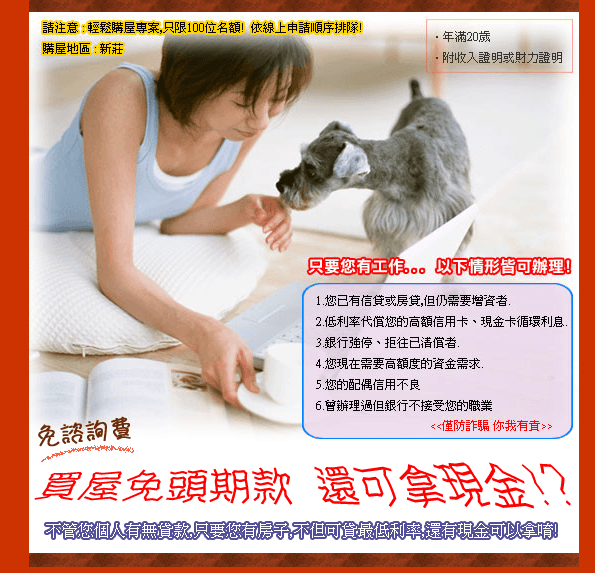 請注意 : 輕鬆購屋專案,只限100位名額! 依線上申請順序排隊!
購屋地區 : 新莊
· 年滿20歲
· 附收入證明或財力證明
只要您有工作... 以下情形皆可辦理!
1.您已有信貸或房貸,但仍需要增資者.
2.低利率代償您的高額信用卡、現金卡循環利息.
3.銀行強停、拒往已清償者.
4.您現在需要高額度的資金需求.
5.您的配偶信用不良
6.曾辦理過但銀行不接受您的職業
<<僅防詐騙 你我有責>>
免諮詢費
買屋免頭期款 還可拿現金!?
不管您個人有無貸款,只要您有房子,不但可貸最低利率,還有現金可以拿唷!